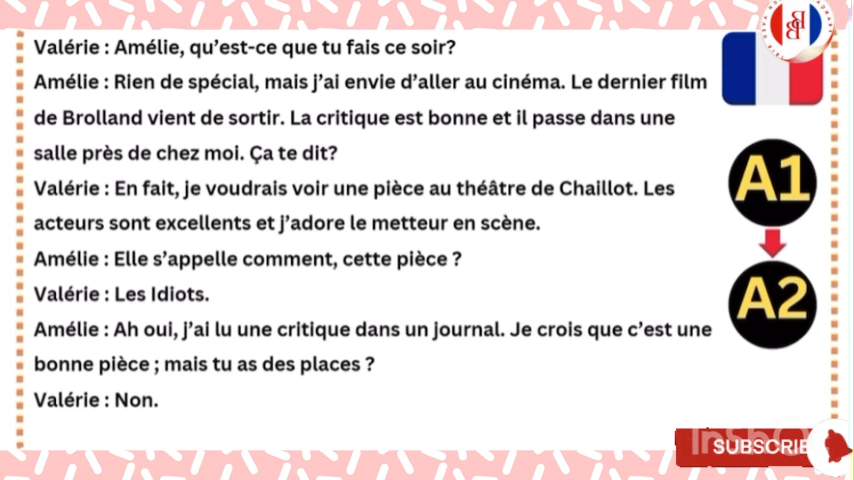 Valérie : Amélie, qu'est-ce que tu fais ce soir?
Amélie : Rien de spécial, mais j'ai envie d'aller au cinéma. Le dernier film
de Brolland vient de sortir. La critique est bonne et il passe dans une
salle près de chez moi. Ça te dit?
Valérie : En fait, je voudrais voir une pièce au théâtre de Chaillot. Les
acteurs sont excellents et j'adore le metteur en scène.
Amélie : Elle s'appelle comment, cette pièce ?
Valérie : Les Idiots.
Amélie : Ah oui, j'ai lu une critique dans un journal. Je crois que c'est une
bonne pièce ; mais tu as des places ?
Valérie : Non.
A1
A2
SUBSCRIBE